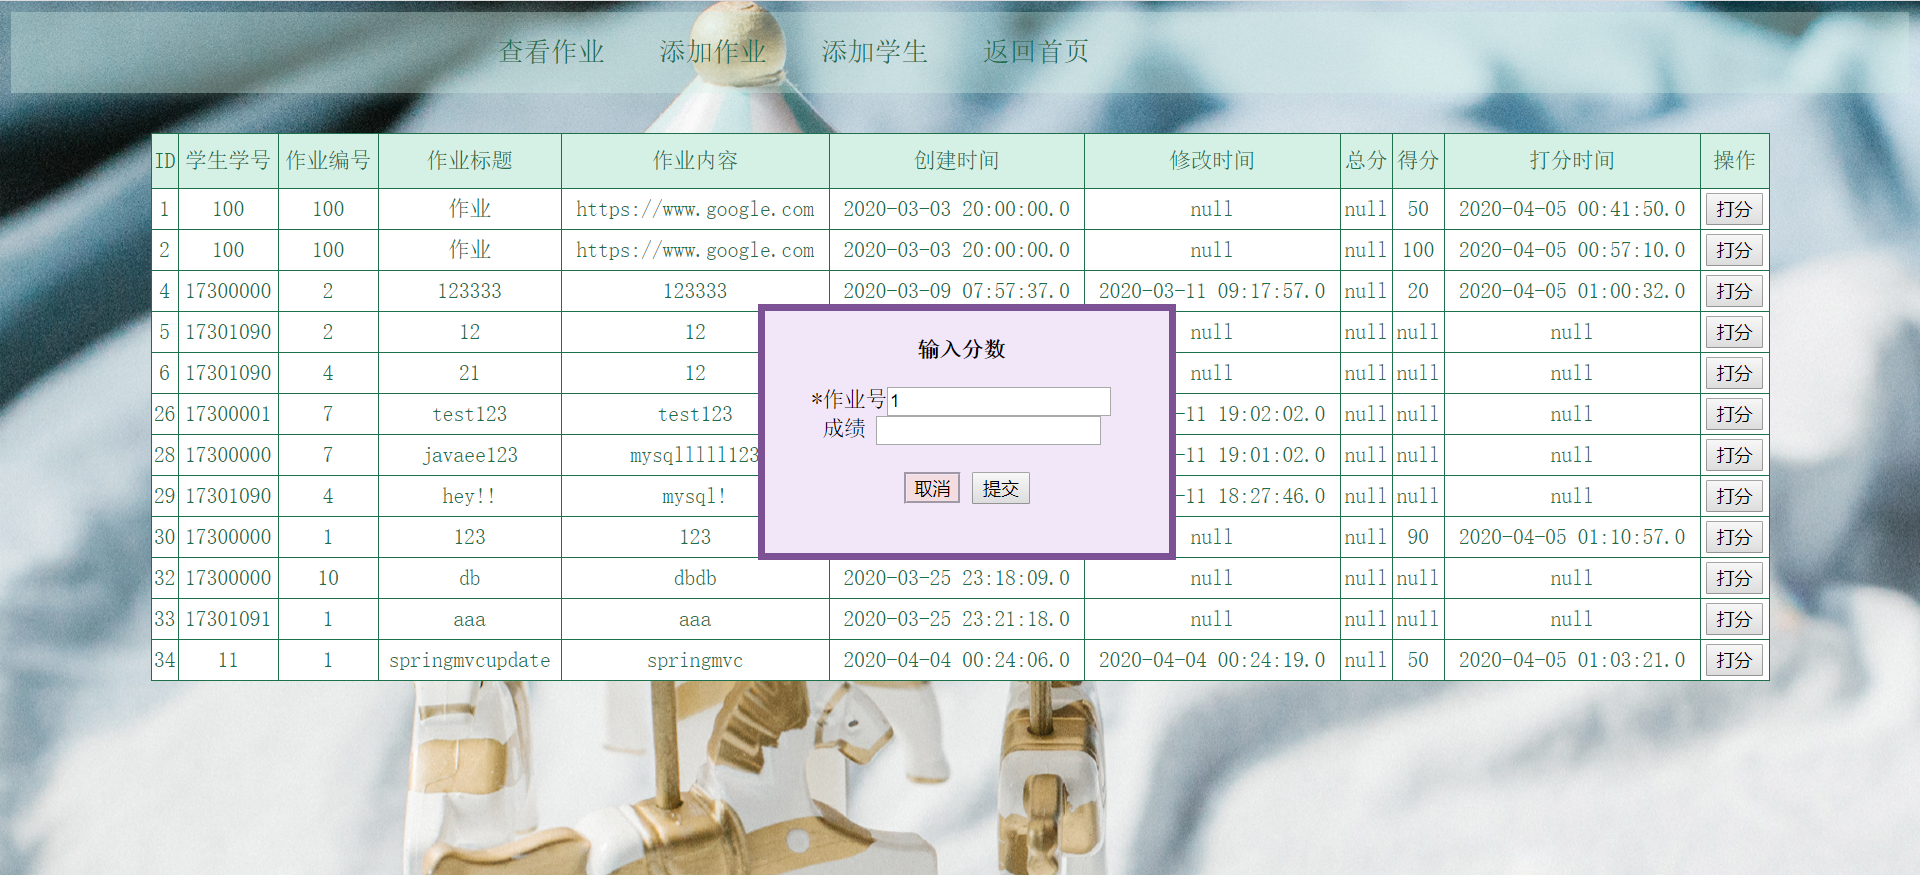 查看作业 添加作业 添加学生 返回首页
ID 学生学号 作业编号 作业标题 作业内容 创建时间 修改时间 总分 得分 打分时间 操作
1 100 100 作业 https://www.google.com 2020-03-03 20:00:00.0 null null 50 2020-04-05 00:41:50.0 打分
2 100 100 作业 https://www.google.com 2020-03-03 20:00:00.0 null null 100 2020-04-05 00:57:10.0 打分
4 17300000 2 123333 123333 2020-03-09 07:57:37.0 2020-03-11 09:17:57.0 null 20 2020-04-05 01:00:32.0 打分
5 17301090 2 12 12 null null null null 打分
6 17301090 4 21 12 null null null null 打分
26 17300001 7 test123 test123 -11 19:02:02.0 null null null 打分
28 17300000 7 javaee123 mysqlllll123 -11 19:01:02.0 null null null 打分
29 17301090 4 hey!! mysql! -11 18:27:46.0 null null null 打分
30 17300000 1 123 123 null null 90 2020-04-05 01:10:57.0 打分
32 17300000 10 db dbdb 2020-03-25 23:18:09.0 null null null null 打分
33 17301091 1 aaa aaa 2020-03-25 23:21:18.0 null null null null 打分
34 11 1 springmvcupdate springmvc 2020-04-04 00:24:06.0 2020-04-04 00:24:19.0 null 50 2020-04-05 01:03:21.0 打分
输入分数
*作业号 1
成绩
取消 提交